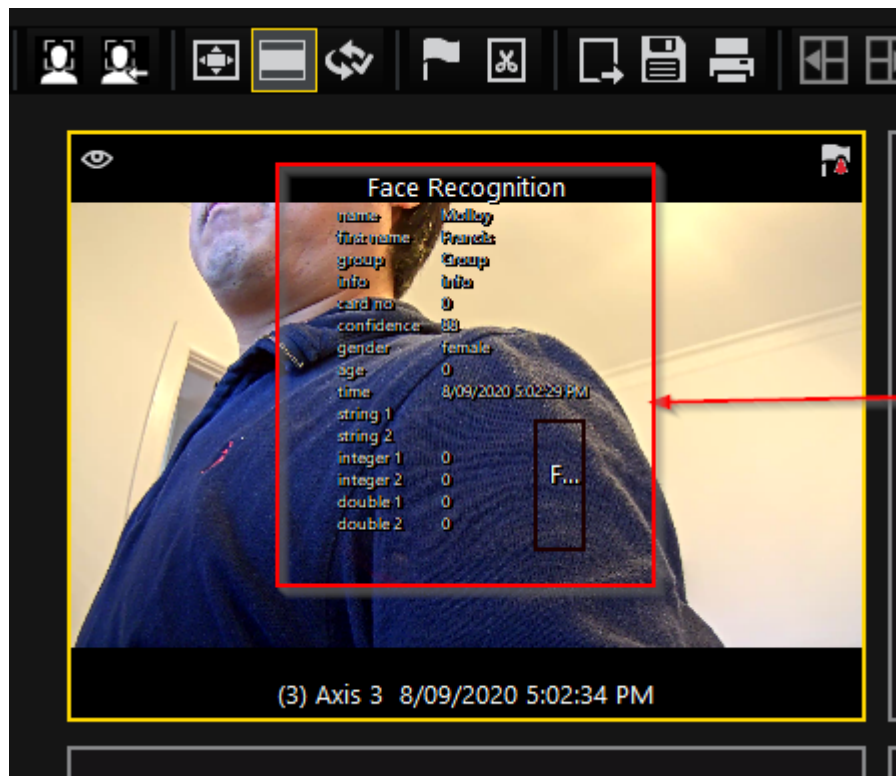 Face Recognition
name Molloy
first name Francis
group Group
info info
card no 0
confidence 88
gender female
age 0
time 8/09/2020 5:02:29 PM
string 1
string 2
integer 1 0
integer 2 0
F...
double 1 0
double 2 0
(3) Axis 3 8/09/2020 5:02:34 PM